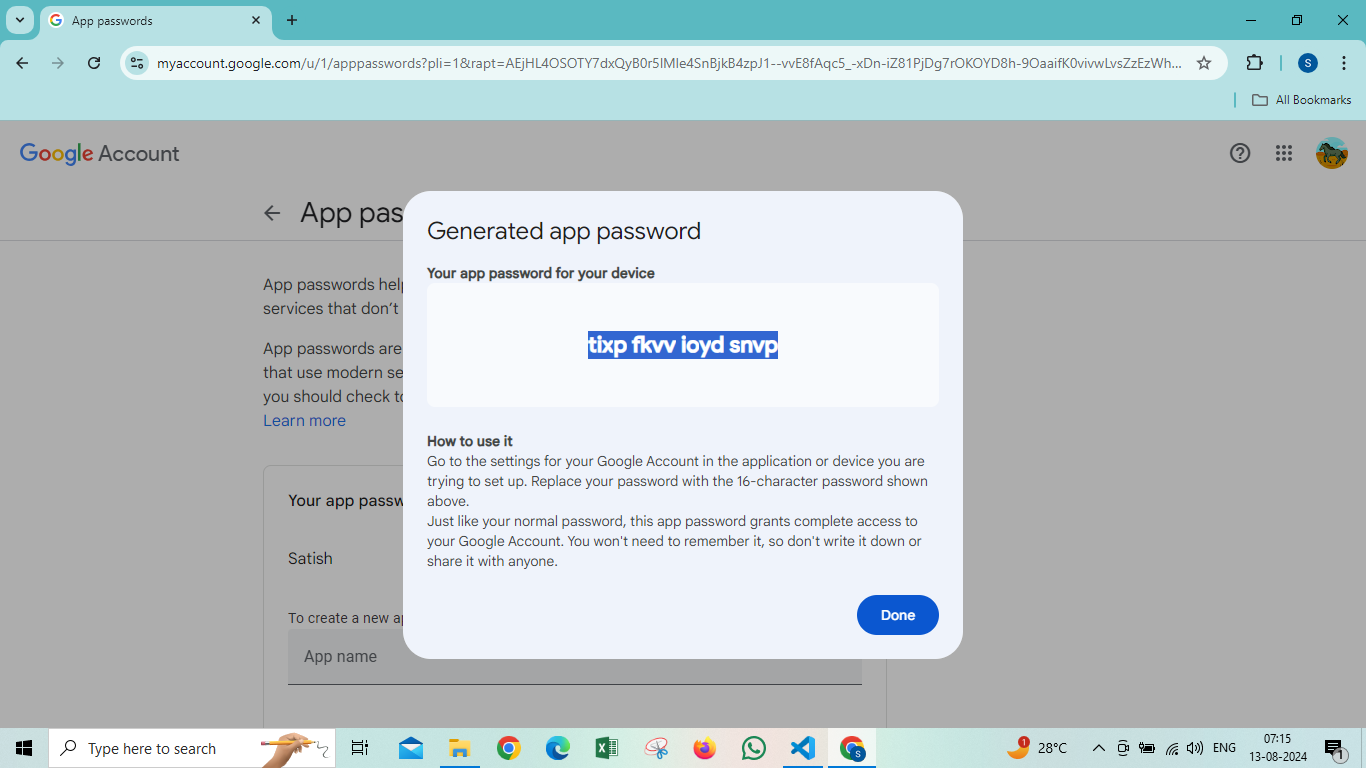 App passwords
myaccount.google.com/u/1/apppasswords?pli=1&rapt=AEjHL4OSOTY7dxQyB0r5IMle4SnBjkB4zpJ1--vvE8fAqc5_-xDn-iZ81PjDg7rOKOYD8h-9OaaifK0vivwLvsZzEzWh...
S
All Bookmarks
Google Account
App pas
Generated app password
Your app password for your device
App passwords help
services that don't
tixp fkvv ioyd snvp
App passwords are
that use modern se
you should check to
Learn more
How to use it
Go to the settings for your Google Account in the application or device you are
trying to set up. Replace your password with the 16-character password shown
above.
Just like your normal password, this app password grants complete access to
your Google Account. You won't need to remember it, so don't write it down or
share it with anyone.
Your app passw
Satish
To create a new ap
Done
App name
Type here to search
S
1
28°C
ENG
07:15
13-08-2024
1